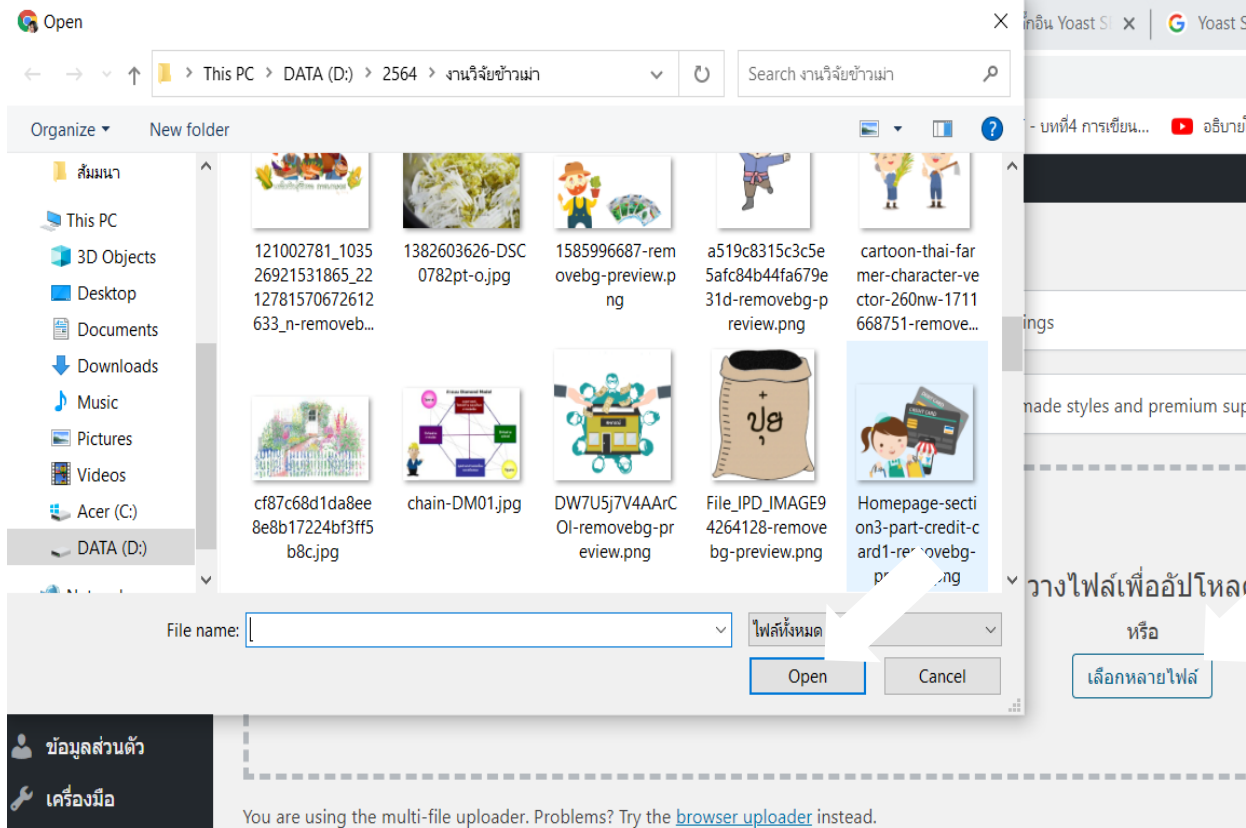 Open
Yoast S
Yoast S
This PC > DATA (D:) > 2564 > งานวิจัยข้าวเม่า
Search งานวิจัยข้าวเม่า
Organize
New folder
- บทที่4 การเขียน...
สัมมนา
This PC
3D Objects
Desktop
Documents
Downloads
Music
Pictures
Videos
Acer (C:)
DATA (D:)
121002781_1035
26921531865_22
12781570672612
633_n-removeb...
1382603626-DSC
0782pt-o.jpg
1585996687-rem
ovebg-preview.p
ng
a519c8315c3c5e
5afc84b44fa679e
31d-removebg-p
review.png
cartoon-thai-far
mer-character-ve
ctor-260nw-1711
668751-remove...
ings
cf87c68d1da8ee
8e8b17224bf3ff5
b8c.jpg
chain-DM01.jpg
DW7U5j7V4AArC
OI-removebg-pr
eview.png
+
ปุ๋ย
File_IPD_IMAGE9
4264128-remove
bg-preview.png
CREDIT CARD
Homepage-secti
on3-part-credit-c
ard1-removebg-
made styles and premium sup
วางไฟล์เพื่ออัปโหลด
หรือ
เลือกหลายไฟล์
File name:
ไฟล์ทั้งหมด
Open
Cancel
ข้อมูลส่วนตัว
เครื่องมือ
You are using the multi-file uploader. Problems? Try the browser uploader instead.